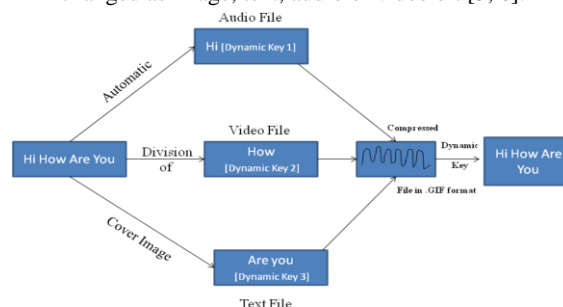 Audio File
Hi [Dynamic Key 1]
Automatic
Compressed
Video File
Hi How Are You
Division
of
How
[Dynamic Key 2]
Dynamic
Key
Hi How Are
You
File in .GIF format
Cover Image
Are you
[Dynamic Key 3]
Text File